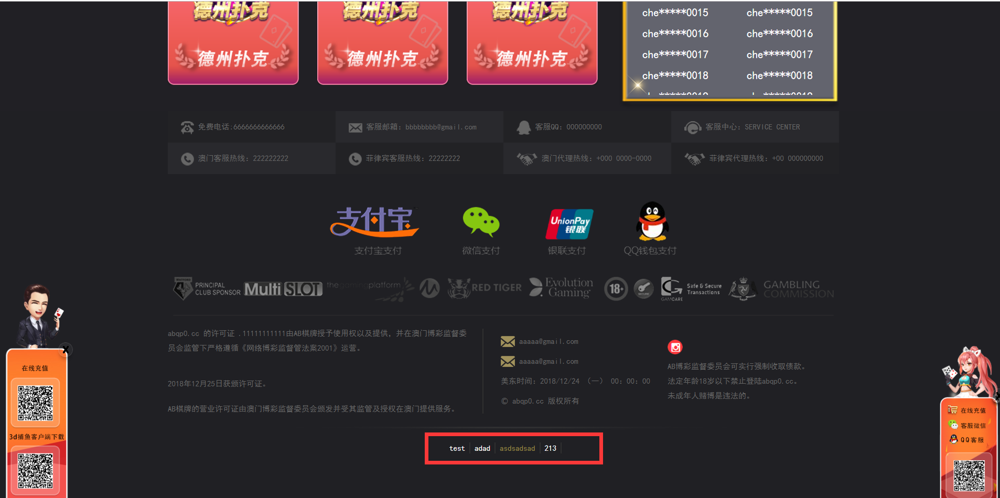 德州扑克 德州扑克 德州扑克
德州扑克 德州扑克 德州扑克
che*****0015 che*****0015
che*****0016 che*****0016
che*****0017 che*****0017
che*****0018 che*****0018
免费电话:6666666666666
客服邮箱: bbbbbbbb@gmail.com
客服QQ: 000000000
客服中心: SERVICE CENTER
澳门客服热线: 222222222
菲律宾客服热线: 22222222
澳门代理热线: +000 0000-0000
菲律宾代理热线: +00 000000000
支付宝
UnionPay
银联
支付宝支付 微信支付 银联支付 QQ钱包支付
WATFORD
PRINCIPAL
CLUB SPONSOR
Multi SLOT
thegamingplatform
RED TIGER
Evolution
Gaming
18+
SECURE
GAMCARE
Safe & Secure
Transactions
GAMBLING
COMMISSION
abqp0.cc 的许可证 .11111111111由AB棋牌授予使用权以及提供，并在澳门博彩监督委
员会监管下严格遵循《网络博彩监督管法案2001》运营。
2018年12月25日获颁许可证。
AB棋牌的营业许可证由澳门博彩监督委员会颁发并受其监管及授权在澳门提供服务。
aaaaa@gmail.com
aaaaa@gmail.com
美东时间: 2018/12/24 （一） 00: 00: 00
© abqp0.cc 版权所有
AB博彩监督委员会可实行强制收取债款。
法定年龄18岁以下禁止登陆abqp0.cc。
未成年人赌博是违法的。
test adad asdsadsad 213
X
在线充值
3d捕鱼客户端下载
在线充值
客服微信
QQ客服